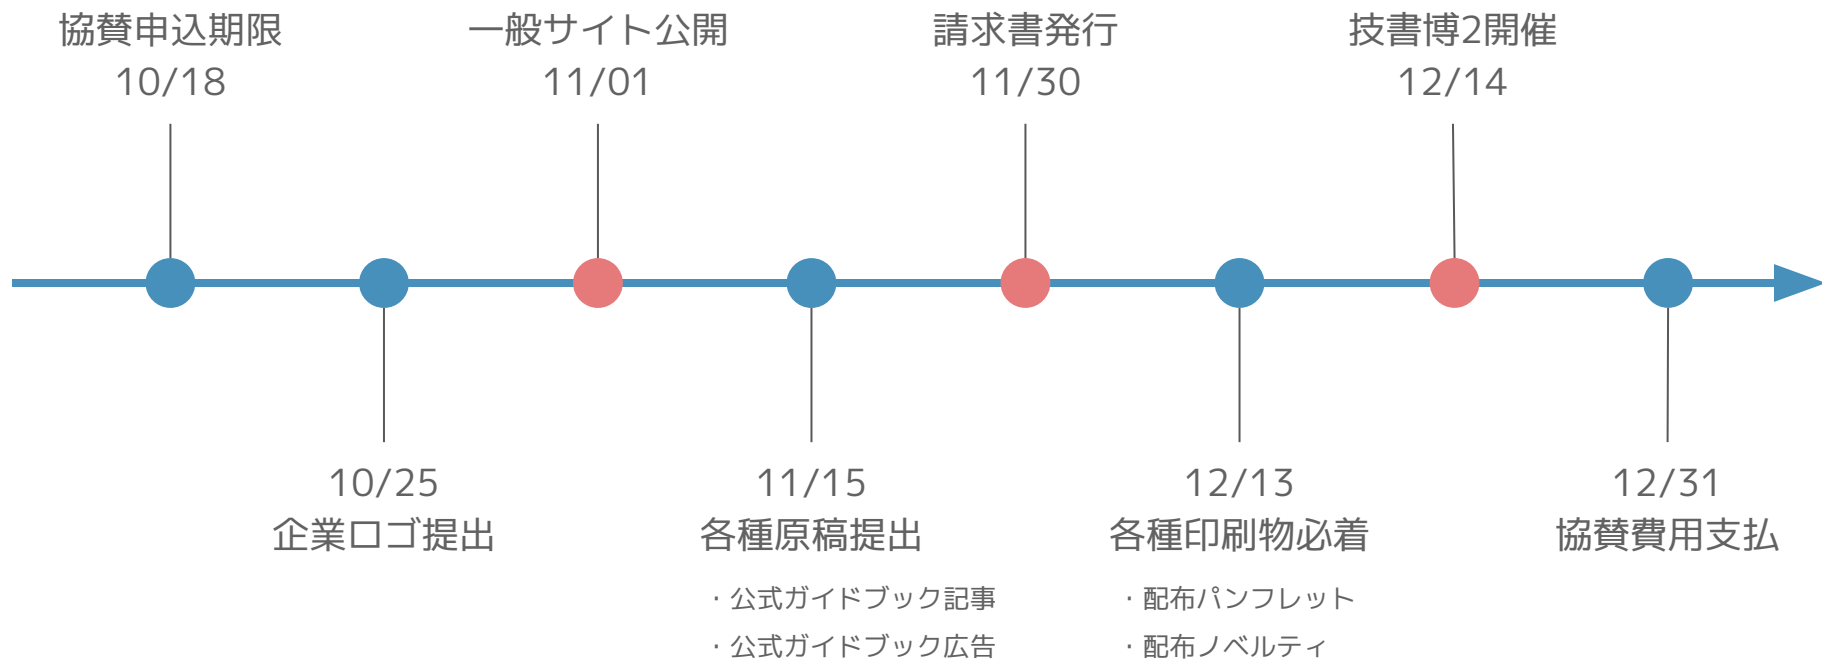 協賛申込期限
10/18
一般サイト公開
11/01
請求書発行
11/30
技書博2開催
12/14
10/25
企業ロゴ提出
11/15
各種原稿提出
・公式ガイドブック記事
・公式ガイドブック広告
12/13
各種印刷物必着
・配布パンフレット
・配布ノベルティ
12/31
協賛費用支払